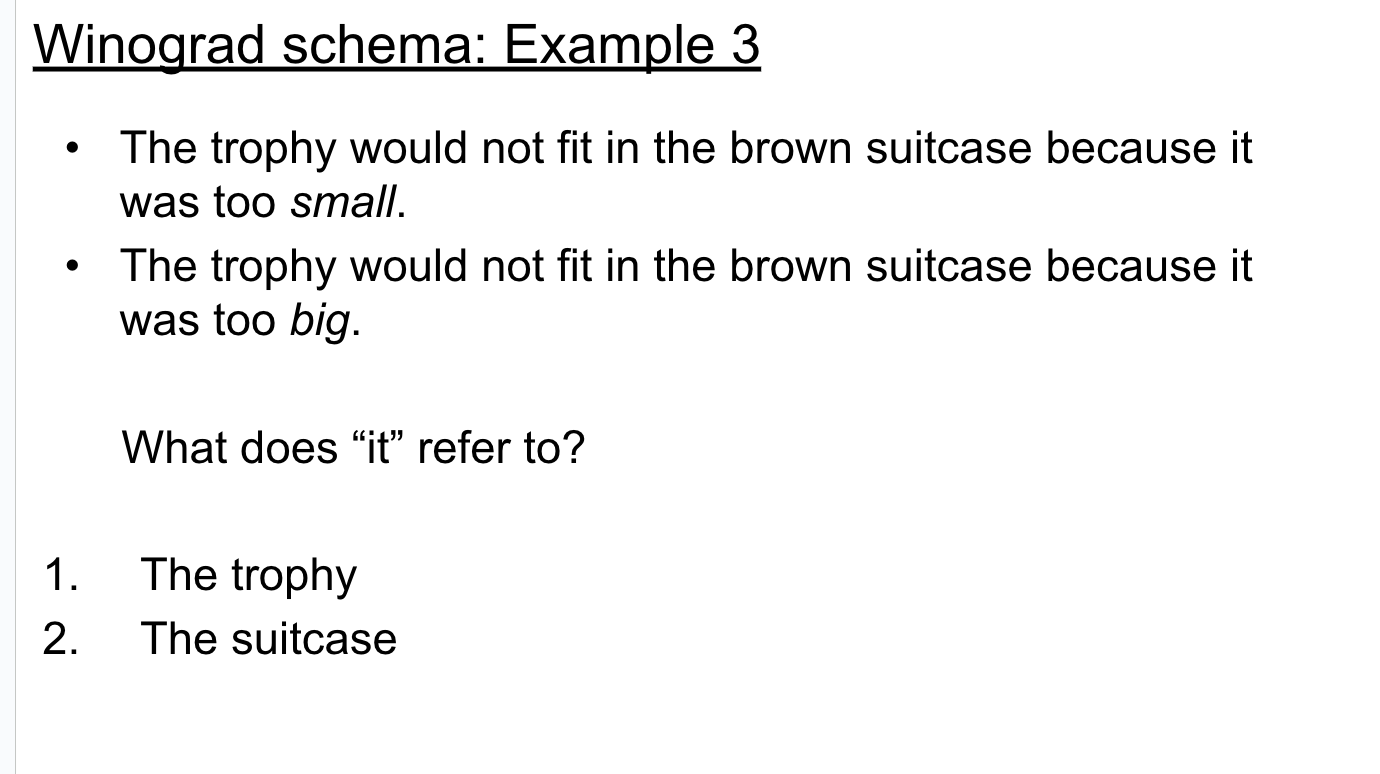 Winograd schema: Example 3
• The trophy would not fit in the brown suitcase because it
was too small.
• The trophy would not fit in the brown suitcase because it
was too big.
What does “it” refer to?
1. The trophy
2. The suitcase